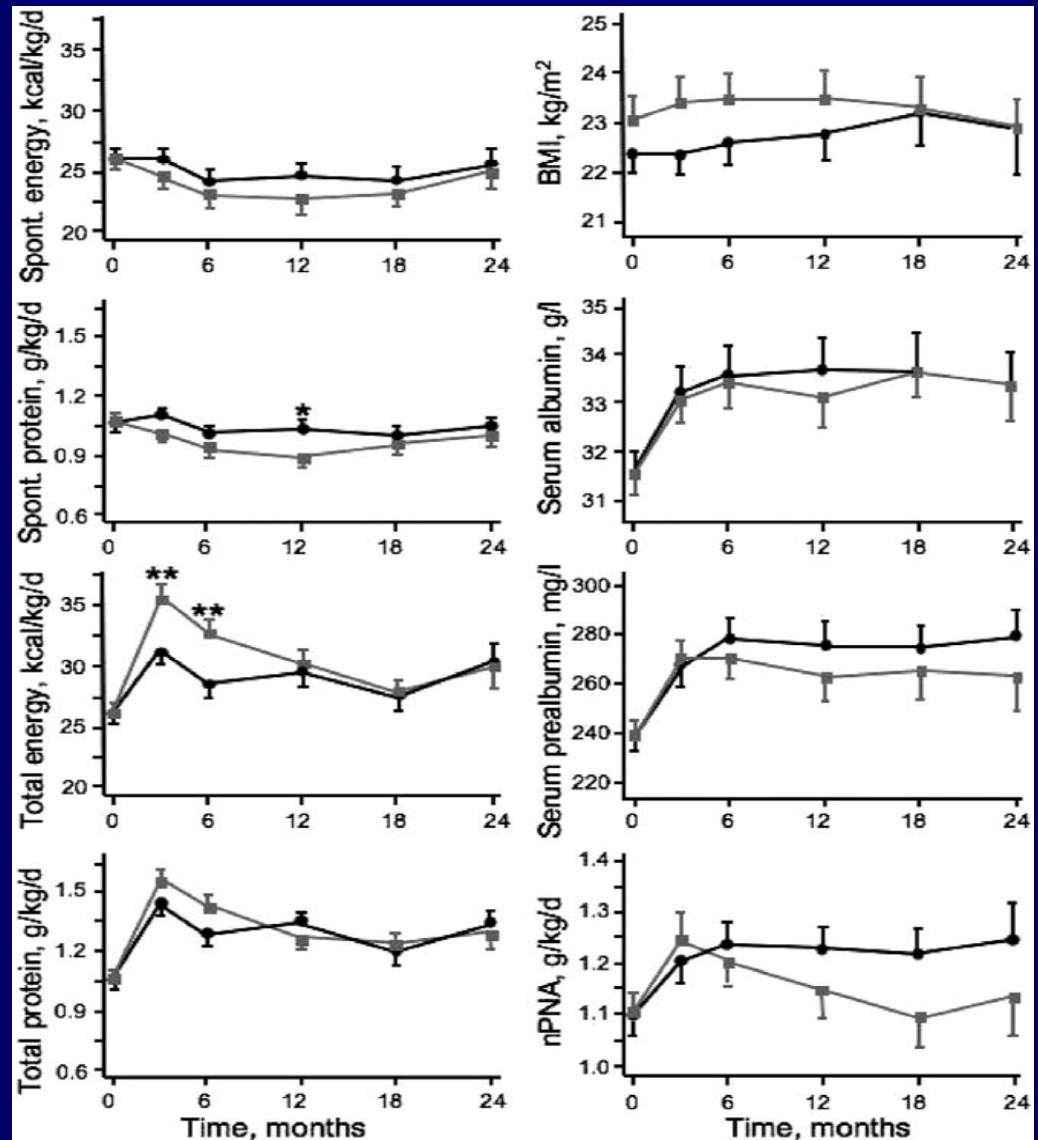 Spont. energy, kcal/kg/d
35
30
25
20
0 6 12 18 24
BMI, kg/m²
25
24
23
22
21
0 6 12 18 24
Spont. protein, g/kg/d
1.5
1.2
0.9
0.6
*
0 6 12 18 24
Serum albumin, g/l
35
34
33
32
31
0 6 12 18 24
Total energy, kcal/kg/d
35
30
25
20
**
**
0 6 12 18 24
Serum prealbumin, mg/l
300
280
260
240
220
0 6 12 18 24
Total protein, g/kg/d
1.5
1.2
0.9
0.6
0 6 12 18 24
Time, months
nPNA, g/kg/d
1.4
1.3
1.2
1.1
1.0
0 6 12 18 24
Time, months